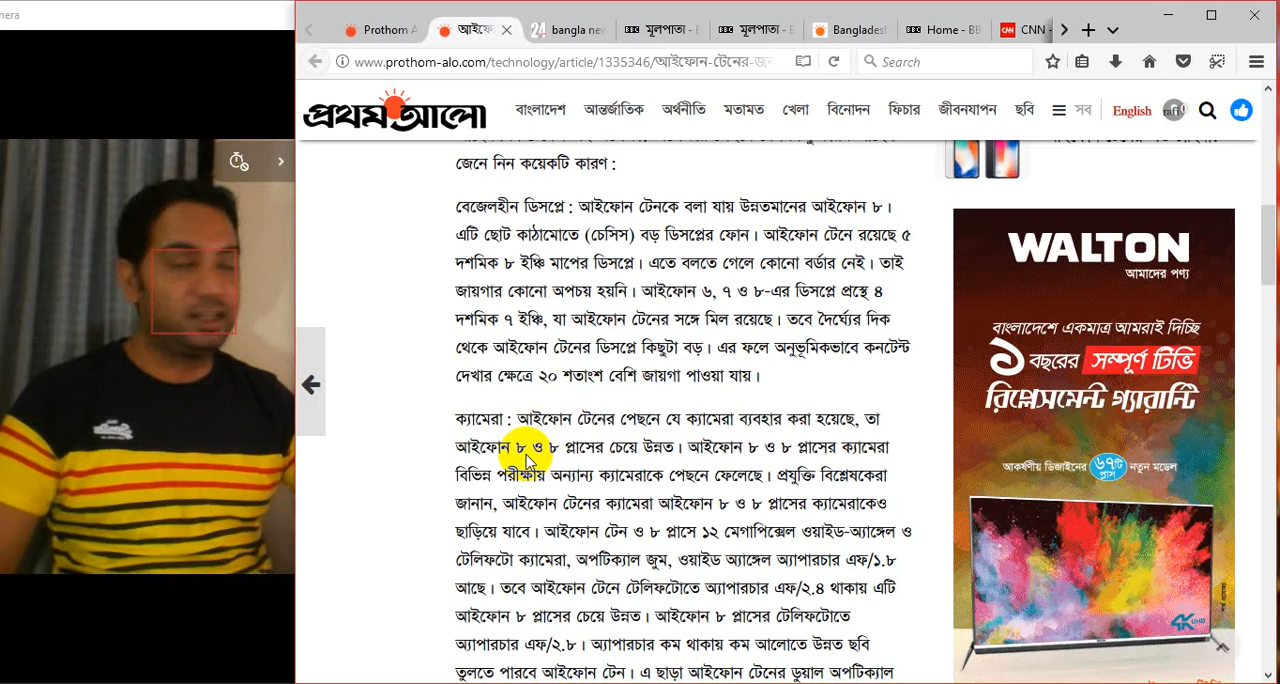 nera
Prothom A
আইফো
bangla nev
মূলপাতা - B
মূলপাতা - B
Bangladesh
Home - BB
CNN -
www.prothom-alo.com/technology/article/1335346/আইফোন-টেনের-জন
Search
প্রথম আলো
বাংলাদেশ আন্তর্জাতিক অর্থনীতি মতামত খেলা বিনোদন ফিচার জীবনযাপন ছবি সব English
জেনে নিন কয়েকটি কারণ :
বেজেলহীন ডিসপ্লে : আইফোন টেনকে বলা যায় উন্নতমানের আইফোন ৮।
এটি ছোট কাঠামোতে (চেসিস) বড় ডিসপ্লের ফোন। আইফোন টেনে রয়েছে ৫
দশমিক ৮ ইঞ্চি মাপের ডিসপ্লে। এতে বলতে গেলে কোনো বর্ডার নেই। তাই
জায়গার কোনো অপচয় হয়নি। আইফোন ৬, ৭ ও ৮-এর ডিসপ্লে প্রস্থে ৪
দশমিক ৭ ইঞ্চি, যা আইফোন টেনের সঙ্গে মিল রয়েছে। তবে দৈর্ঘ্যের দিক
থেকে আইফোন টেনের ডিসপ্লে কিছুটা বড়। এর ফলে অনুভূমিকভাবে কনটেন্ট
দেখার ক্ষেত্রে ২০ শতাংশ বেশি জায়গা পাওয়া যায়।
ক্যামেরা : আইফোন টেনের পেছনে যে ক্যামেরা ব্যবহার করা হয়েছে, তা
আইফোন ৮ ও ৮ প্লাসের চেয়ে উন্নত। আইফোন ৮ ও ৮ প্লাসের ক্যামেরা
বিভিন্ন পরীক্ষায় অন্যান্য ক্যামেরাকে পেছনে ফেলেছে। প্রযুক্তি বিশ্লেষকেরা
জানান, আইফোন টেনের ক্যামেরা আইফোন ৮ ও ৮ প্লাসের ক্যামেরাকেও
ছাড়িয়ে যাবে। আইফোন টেন ও ৮ প্লাসে ১২ মেগাপিক্সেল ওয়াইড-অ্যাঙ্গেল ও
টেলিফটো ক্যামেরা, অপটিক্যাল জুম, ওয়াইড অ্যাঙ্গেল অ্যাপারচার এফ/১.৮
আছে। তবে আইফোন টেনে টেলিফটোতে অ্যাপারচার এফ/২.৪ থাকায় এটি
আইফোন ৮ প্লাসের চেয়ে উন্নত। আইফোন ৮ প্লাসের টেলিফটোতে
অ্যাপারচার এফ/২.৮। অ্যাপারচার কম থাকায় কম আলোতে উন্নত ছবি
তুলতে পারবে আইফোন টেন। এ ছাড়া আইফোন টেনের ডুয়াল অপটিক্যাল
WALTON
আমাদের পণ্য
বাংলাদেশে একমাত্র আমরাই দিচ্ছি
১ বছরের সম্পূর্ণ টিভি
রিপ্লেসমেন্ট গ্যারান্টি
আকর্ষণীয় ডিজাইনের ৬৭টি প্লাস নতুন মডেল
4K UHD